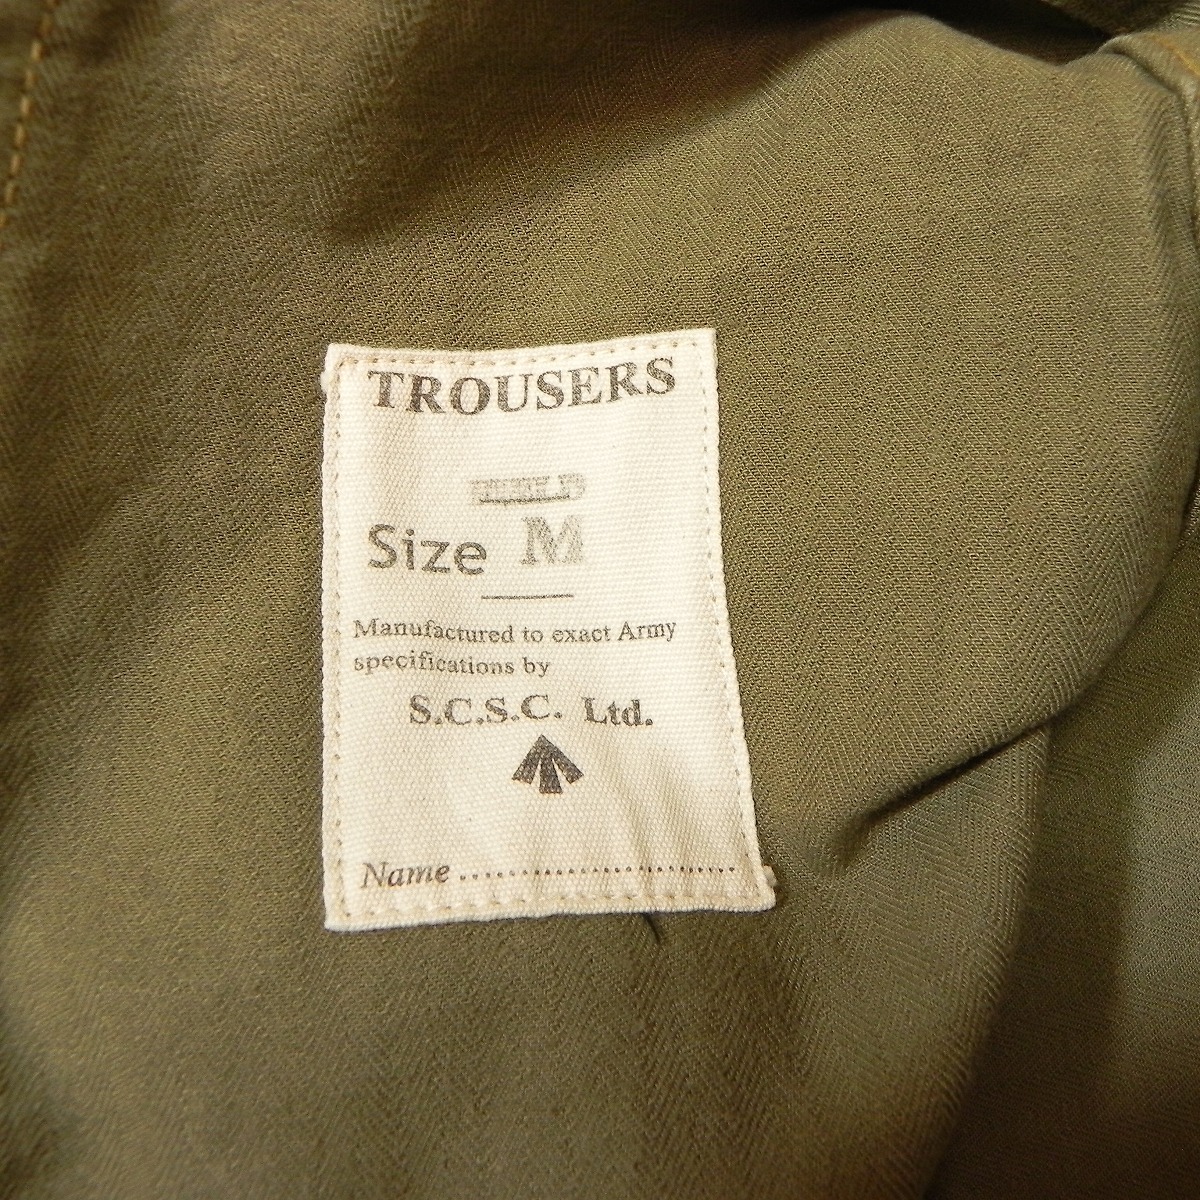 TROUSERS
Size M
Manufactured to exact Army
specifications by
S.C.S.C. Ltd.
Name ................................